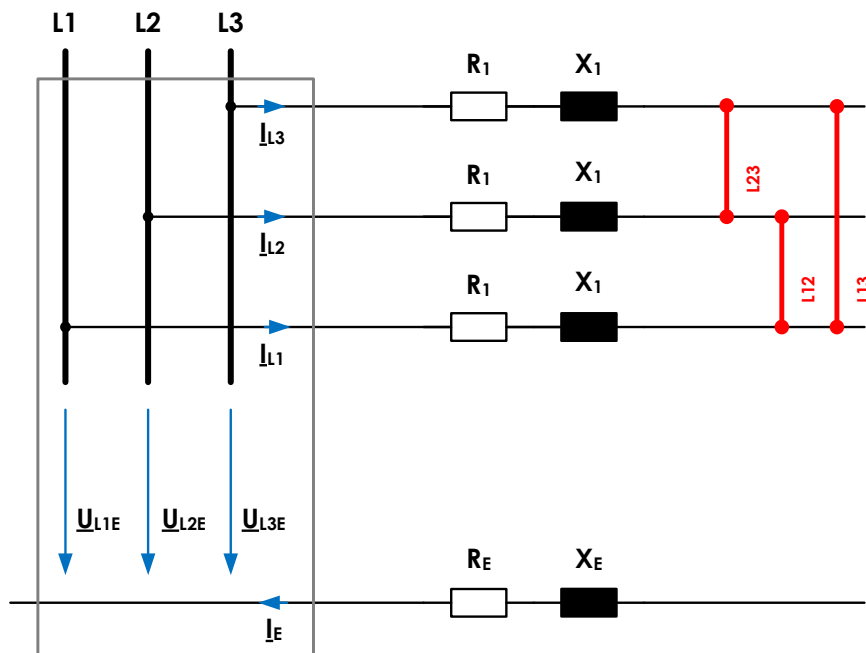 L1 L2 L3
R1 X1
IL3
L23
R1 X1
IL2
L12 L13
R1 X1
IL1
UL1E UL2E UL3E
RE XE
IE